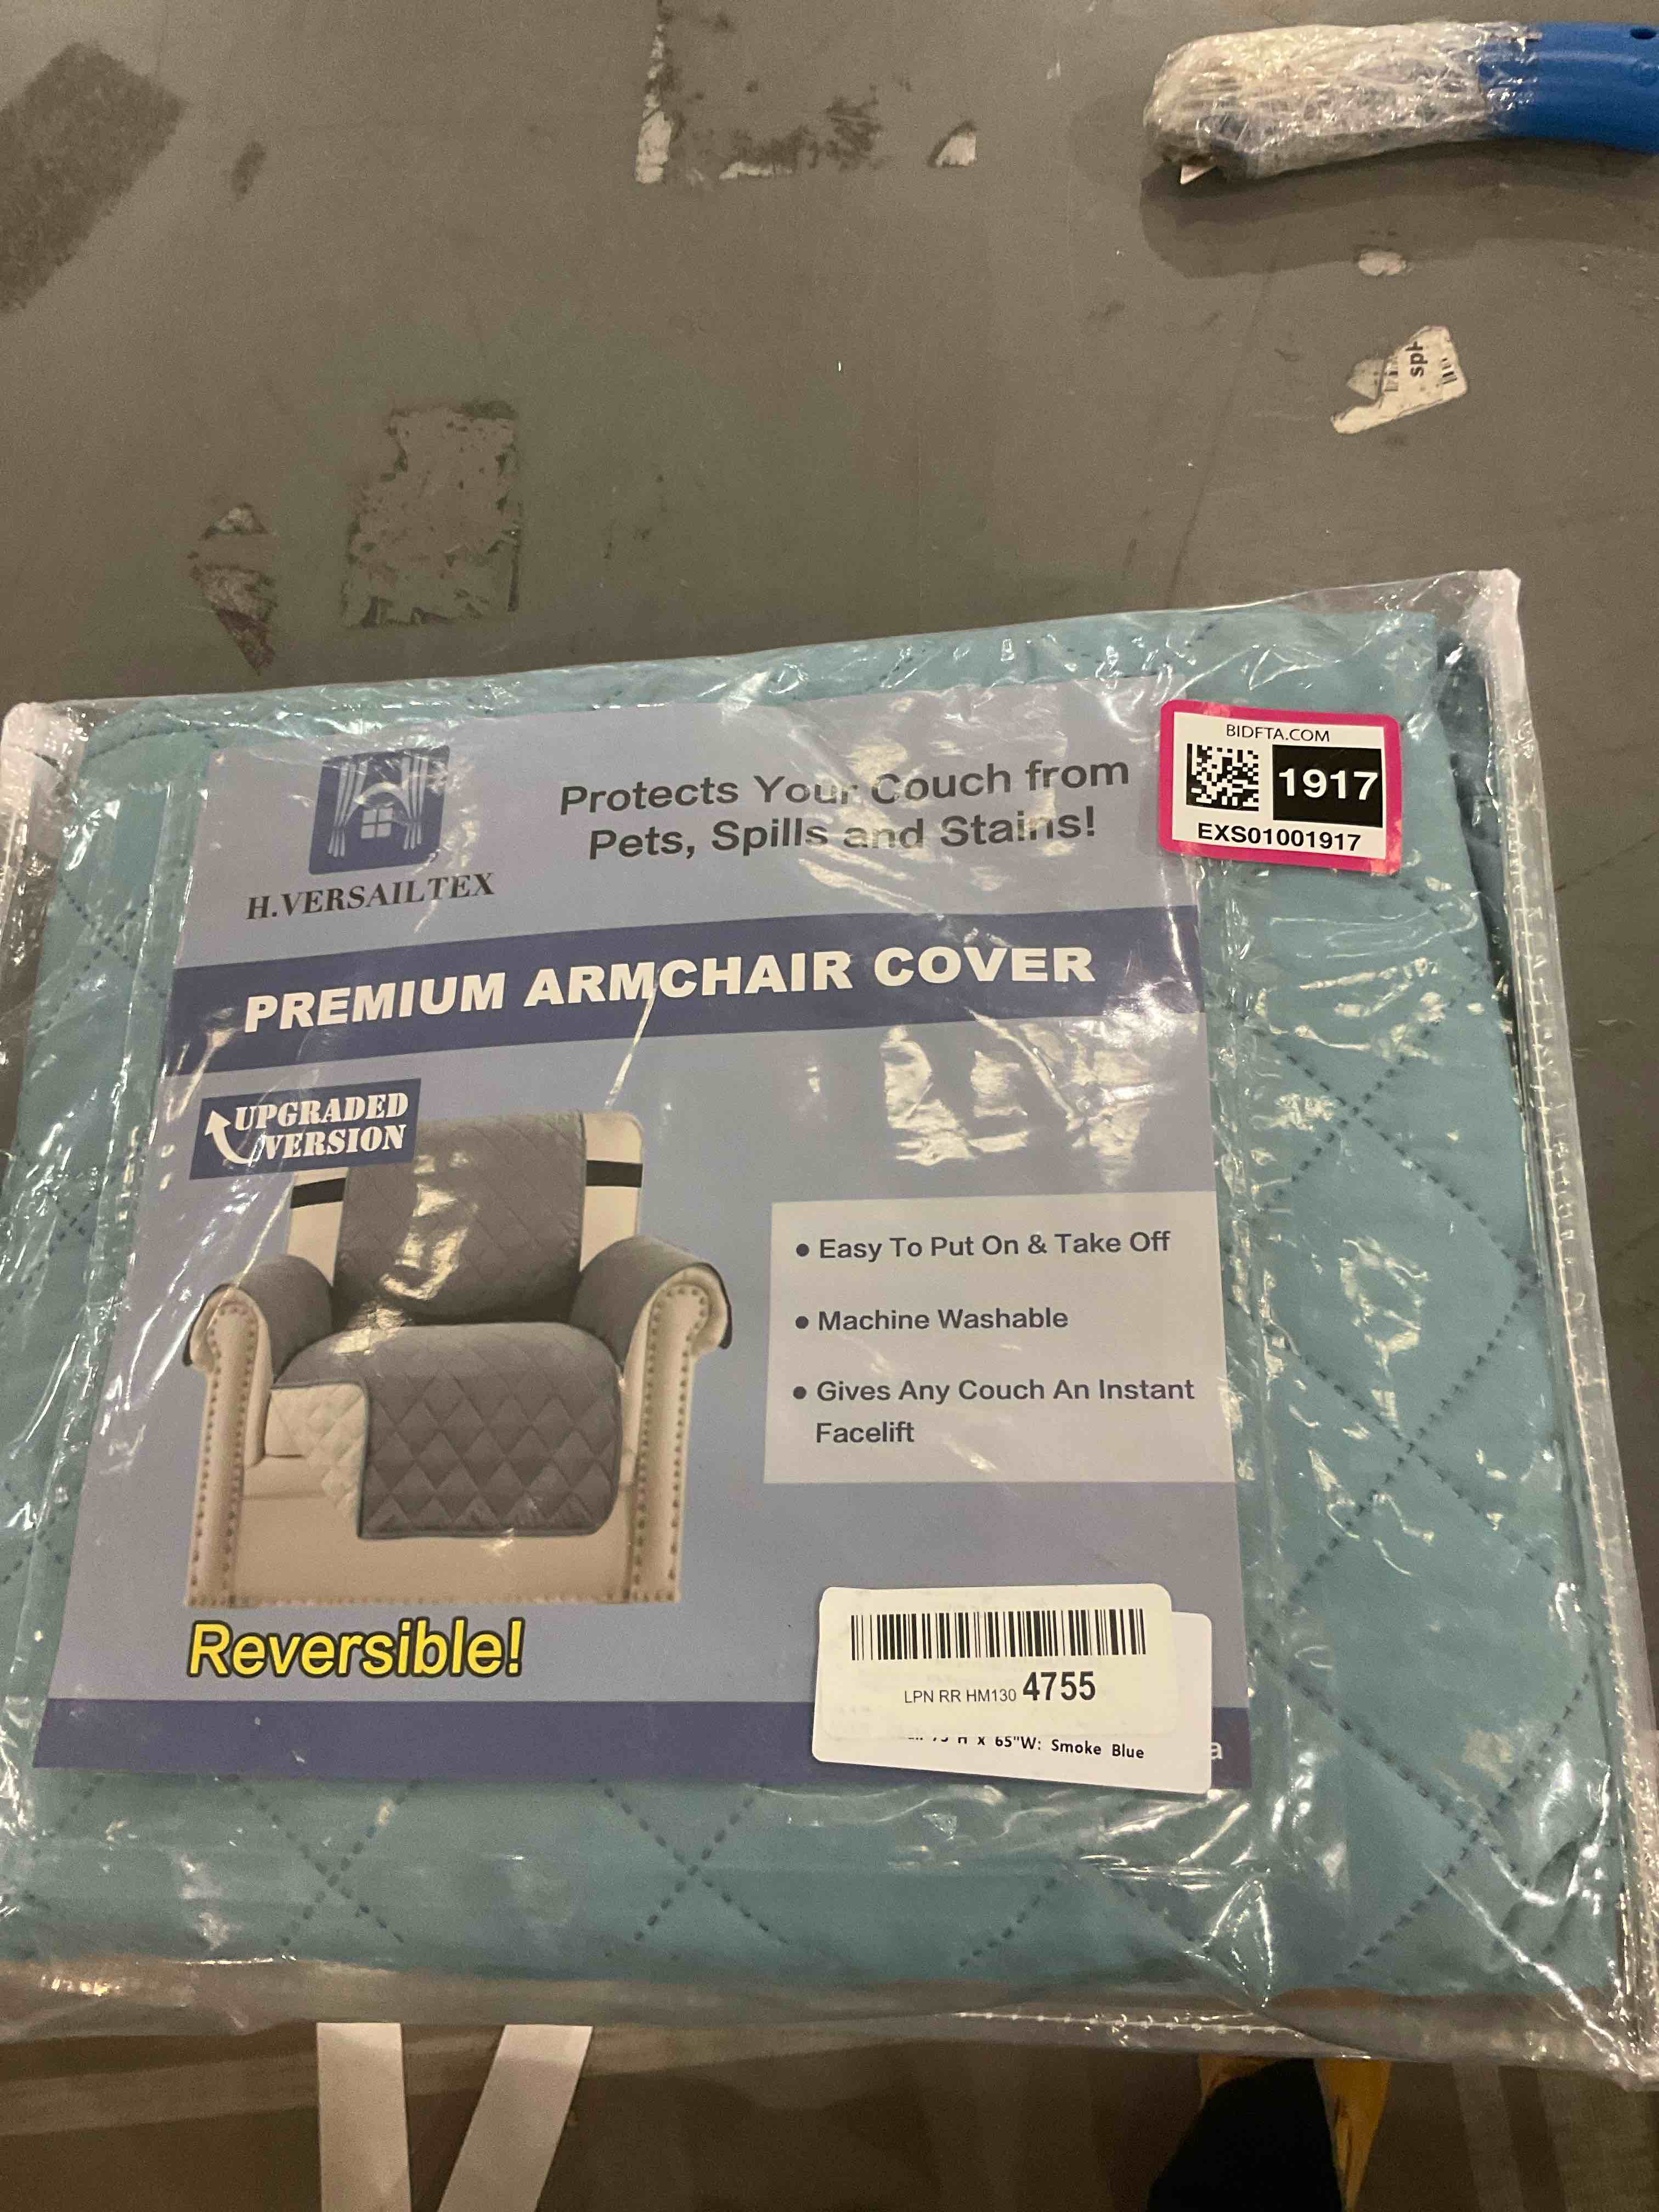 spH
BIDFTA.COM
1917
EXS01001917
H.VERSAILTEX
Protects Your Couch from
Pets, Spills and Stains!
PREMIUM ARMCHAIR COVER
UPGRADED
VERSION
• Easy To Put On & Take Off
• Machine Washable
• Gives Any Couch An Instant
Facelift
Reversible!
LPN RR HM130 4755
x 65"W: Smoke Blue
a